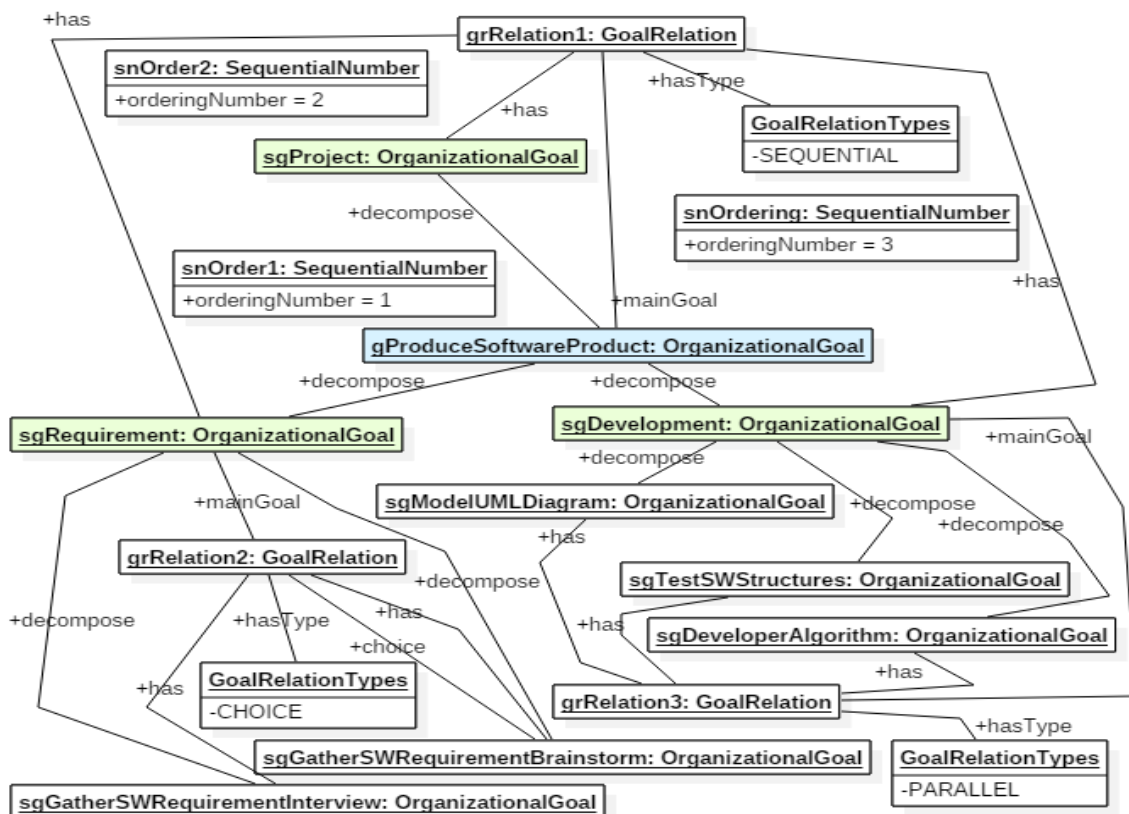 +has
grRelation1: GoalRelation
snOrder2: SequentialNumber
+orderingNumber = 2
+hasType
+has
GoalRelationTypes
-SEQUENTIAL
sgProject: OrganizationalGoal
+decompose
snOrdering: SequentialNumber
+orderingNumber = 3
snOrder1: SequentialNumber
+orderingNumber = 1
+has
+mainGoal
gProduceSoftwareProduct: OrganizationalGoal
+decompose
+decompose
sgRequirement: OrganizationalGoal
sgDevelopment: OrganizationalGoal
+mainGoal
+decompose
+mainGoal
sgModelUMLDiagram: OrganizationalGoal
+decompose
+decompose
+has
grRelation2: GoalRelation
sgTestSWStructures: OrganizationalGoal
+decompose
+has
+decompose
+hasType
+has
sgDeveloperAlgorithm: OrganizationalGoal
+choice
+has
GoalRelationTypes
-CHOICE
+has
grRelation3: GoalRelation
+hasType
sgGatherSWRequirementBrainstorm: OrganizationalGoal
GoalRelationTypes
-PARALLEL
sgGatherSWRequirementInterview: OrganizationalGoal